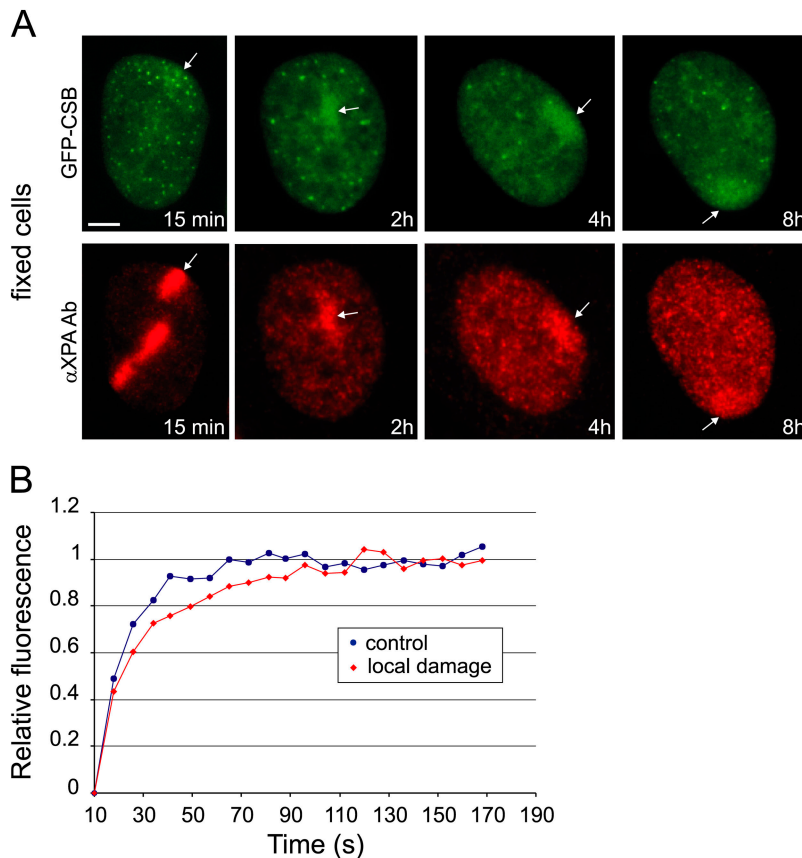 A
fixed cells
GFP-CSB
15 min
2h
4h
8h
αXPA Ab
15 min
2h
4h
8h
B
Relative fluorescence
1.2
1
0.8
0.6
0.4
0.2
0
control
local damage
10 30 50 70 90 110 130 150 170 190
Time (s)